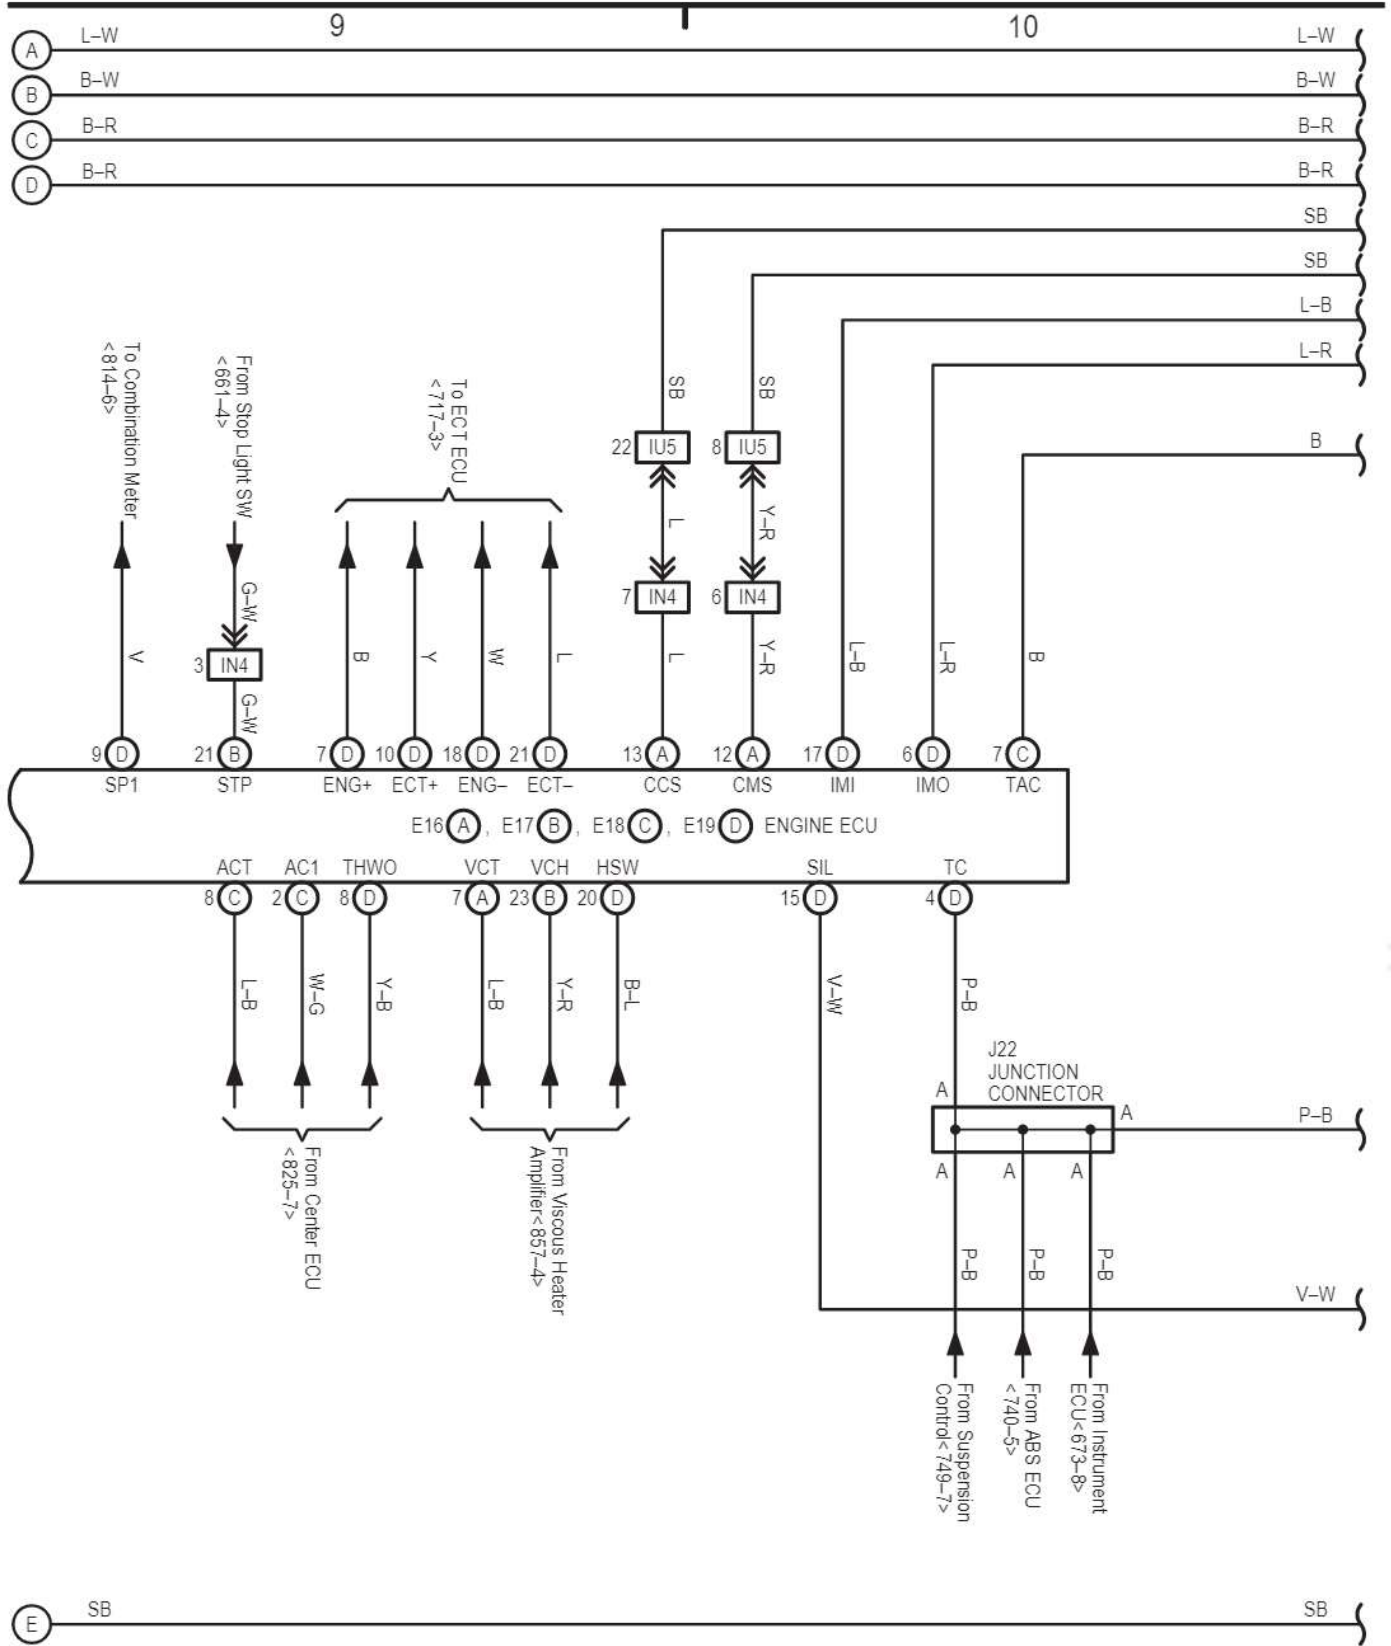 9
10
A
L–W
L–W
B
B–W
B–W
C
B–R
B–R
D
B–R
B–R
SB
SB
L–B
L–R
B
To Combination Meter
<814–6>
From Stop Light SW
<661–4>
To ECT ECU
<717–3>
SB
SB
22 IU5
8 IU5
L
Y–R
G–W
7 IN4
6 IN4
V
3 IN4
B
Y
W
L
L
Y–R
L–B
L–R
B
G–W
9 D
21 B
7 D
10 D
18 D
21 D
13 A
12 A
17 D
6 D
7 C
SP1
STP
ENG+
ECT+
ENG–
ECT–
CCS
CMS
IMI
IMO
TAC
E16 A , E17 B , E18 C , E19 D ENGINE ECU
ACT
AC1
THWO
VCT
VCH
HSW
SIL
TC
8 C
2 C
8 D
7 A
23 B
20 D
15 D
4 D
L–B
W–G
Y–B
L–B
Y–R
B–L
V–W
P–B
J22
JUNCTION
CONNECTOR
A
A
P–B
A
A
A
From Center ECU
<825–7>
From Viscous Heater
Amplifier<857–4>
P–B
P–B
P–B
V–W
From Suspension
Control<749–7>
From ABS ECU
<740–5>
From Instrument
ECU<673–8>
E
SB
SB